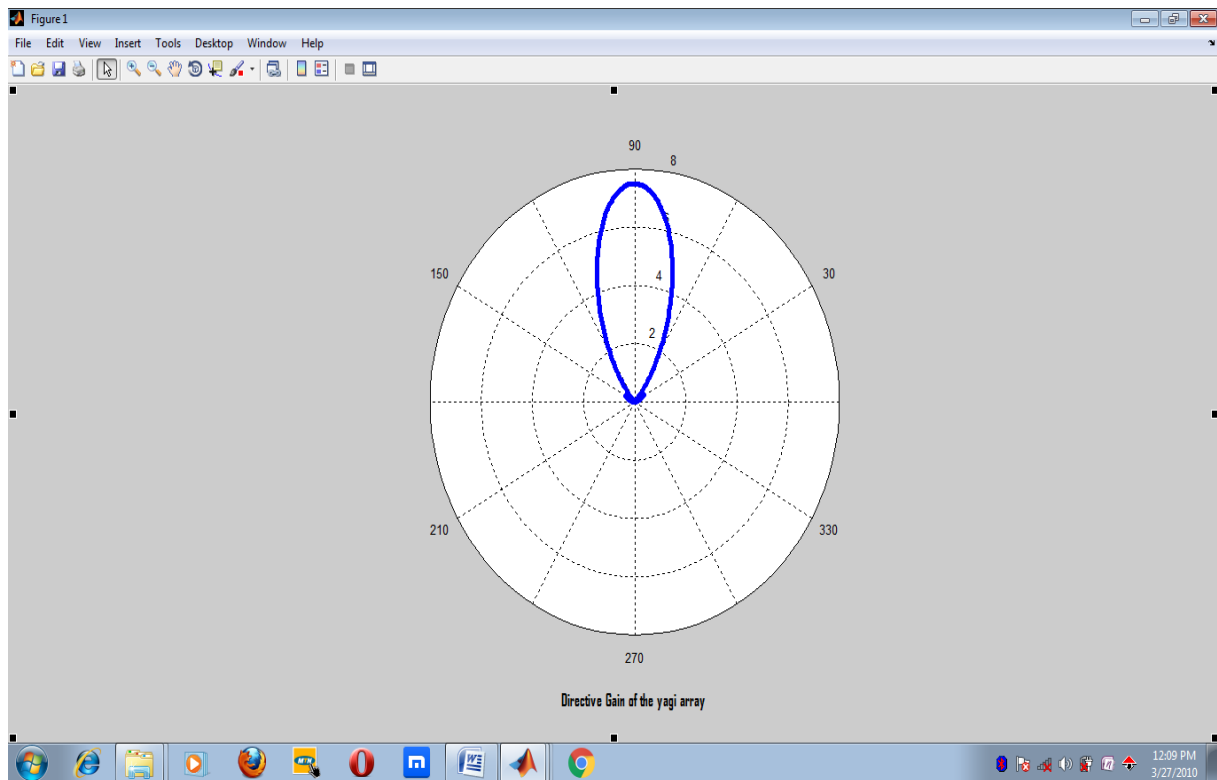 Figure 1
File Edit View Insert Tools Desktop Window Help
90
8
150
30
4
2
210
330
270
Directive Gain of the yagi array
12:09 PM
3/27/2010